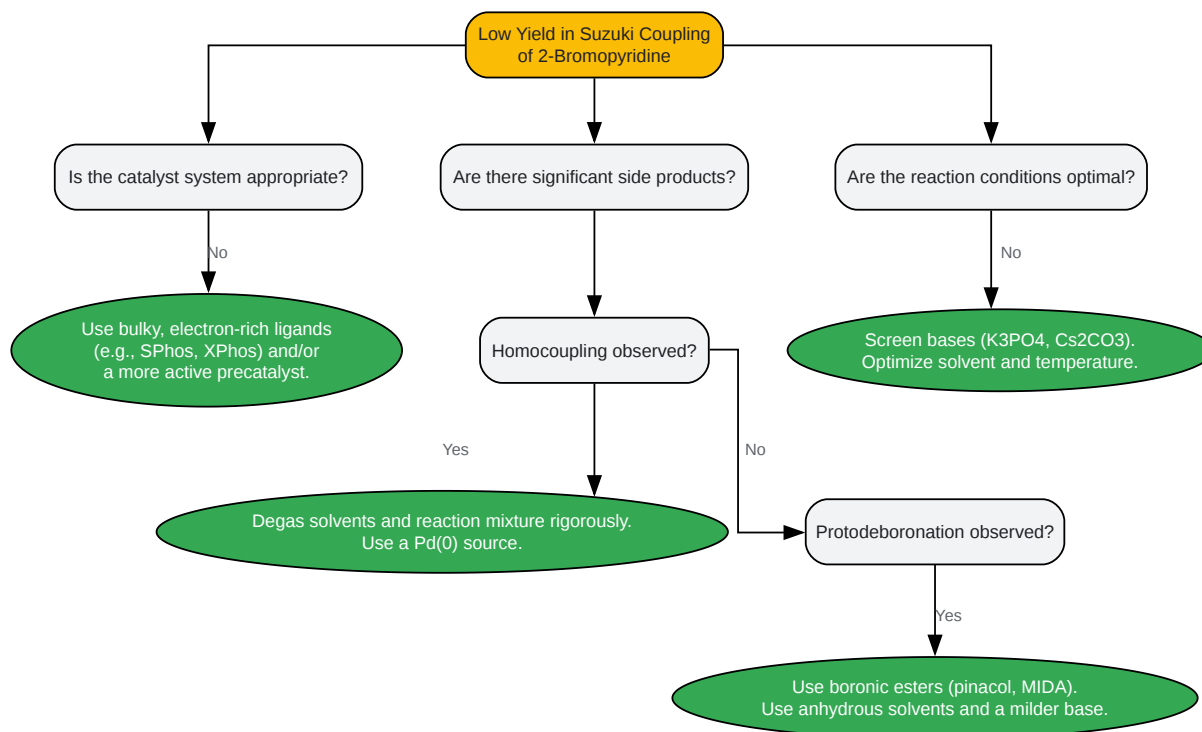 Low Yield in Suzuki Coupling
of 2-Bromopyridine
Is the catalyst system appropriate?
Are there significant side products?
Are the reaction conditions optimal?
No
No
Use bulky, electron-rich ligands
(e.g., SPhos, XPhos) and/or
a more active precatalyst.
Homocoupling observed?
Screen bases (K3PO4, Cs2CO3).
Optimize solvent and temperature.
Yes
No
Degas solvents and reaction mixture rigorously.
Use a Pd(0) source.
Protodeboronation observed?
Yes
Use boronic esters (pinacol, MIDA).
Use anhydrous solvents and a milder base.